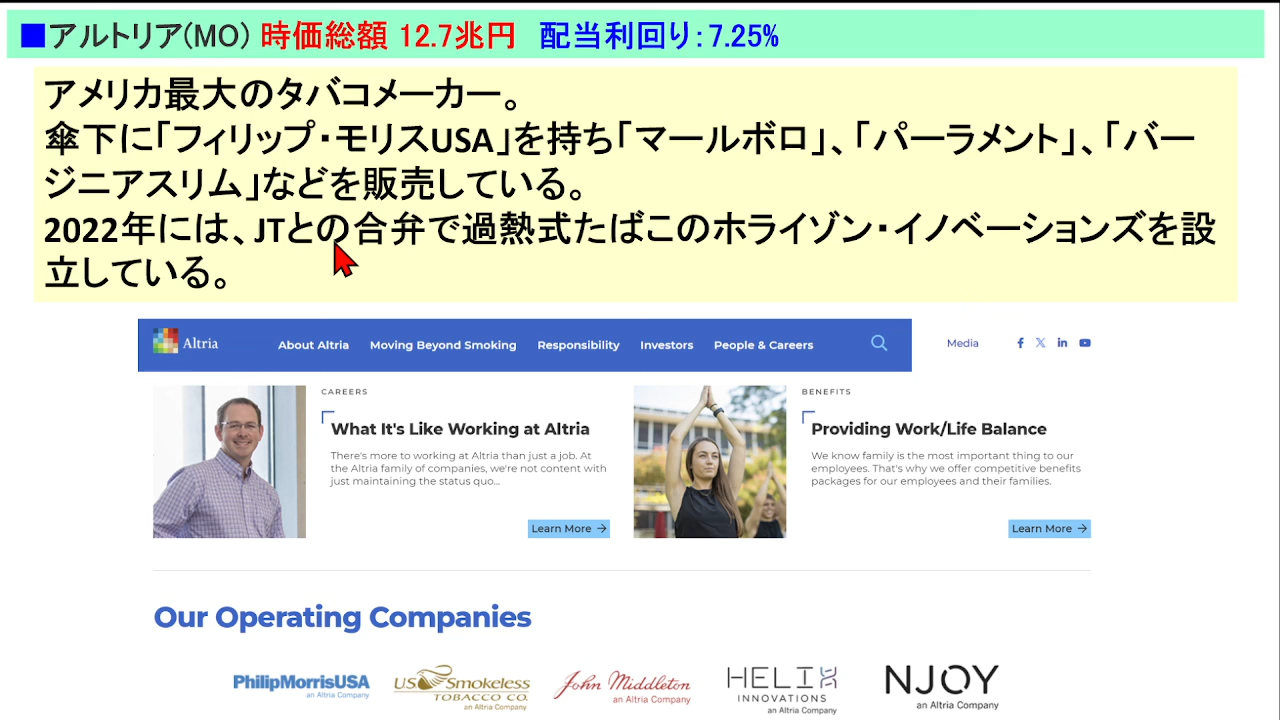 ■アルトリア(MO) 時価総額 12.7兆円 配当利回り：7.25%
アメリカ最大のタバコメーカー。
傘下に「フィリップ・モリスUSA」を持ち「マールボロ」、「パーラメント」、「バー
ジニアスリム」などを販売している。
2022年には、JTとの合弁で過熱式たばこのホライゾン・イノベーションズを設
立している。
Altria
About Altria Moving Beyond Smoking Responsibility Investors People & Careers
Media
CAREERS
What It's Like Working at Altria
There's more to working at Altria than just a job. At
the Altria family of companies, we're not content with
just maintaining the status quo...
Learn More →
BENEFITS
Providing Work/Life Balance
We know family is the most important thing to our
employees. That's why we offer competitive benefits
packages for our employees and their families.
Learn More →
Our Operating Companies
PhilipMorrisUSA
an Altria Company
US Smokeless
TOBACCO CO.
an Altria Company
John Middleton
an Altria Company
HELIX
INNOVATIONS
an Altria Company
NJOY
an Altria Company